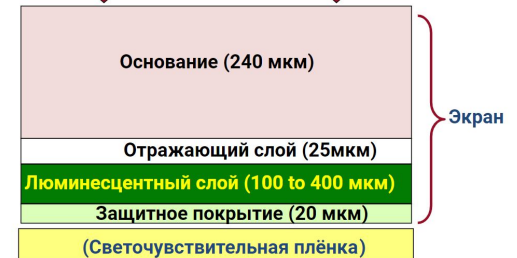 Основание (240 мкм)
Экран
Отражающий слой (25мкм)
Люминесцентный слой (100 to 400 мкм)
Защитное покрытие (20 мкм)
(Светочувствительная плёнка)